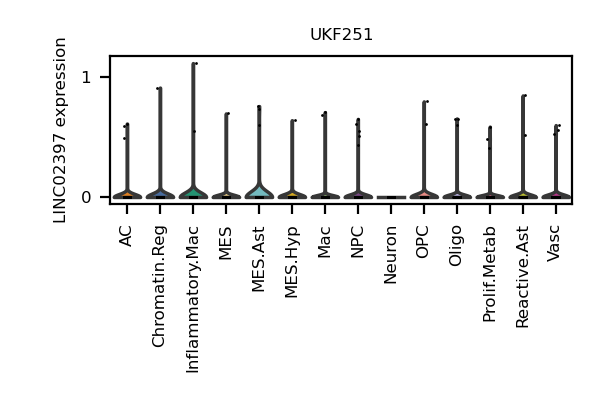 UKF251
LINC02397 expression
1
0
AC
Chromatin.Reg
Inflammatory.Mac
MES
MES.Ast
MES.Hyp
Mac
NPC
Neuron
OPC
Oligo
Prolif.Metab
Reactive.Ast
Vasc